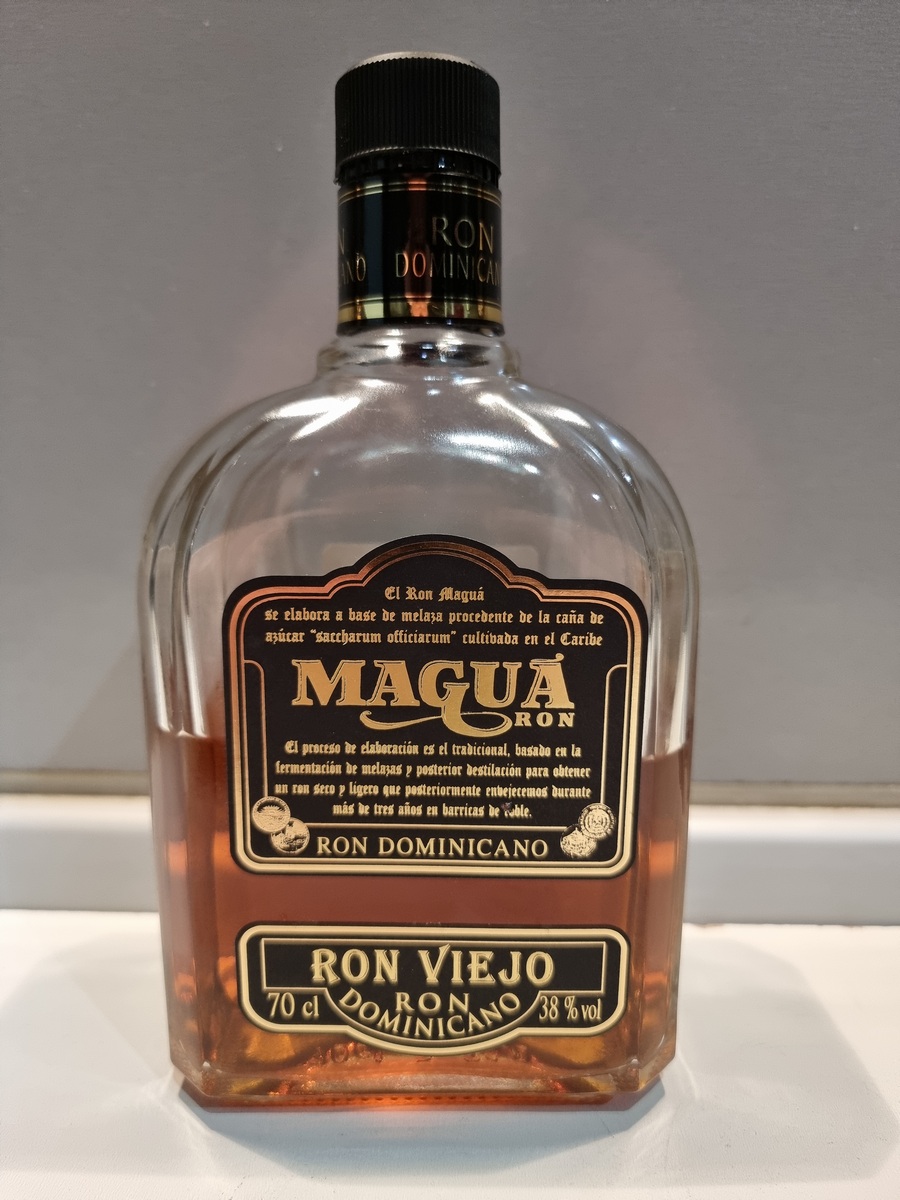 RON
DOMINICAN
El Ron Maguá
se elabora a base de melaza procedente de la caña de
azúcar "saccharum officiarum" cultivada en el Caribe
MAGUÁ
RON
El proceso de elaboración es el tradicional, basado en la
fermentación de melazas y posterior destilación para obtener
un ron seco y ligero que posteriormente envejecemos durante
más de tres años en barricas de roble.
RON DOMINICANO
RON VIEJO
70 cl
RON
DOMINICANO
38 % vol